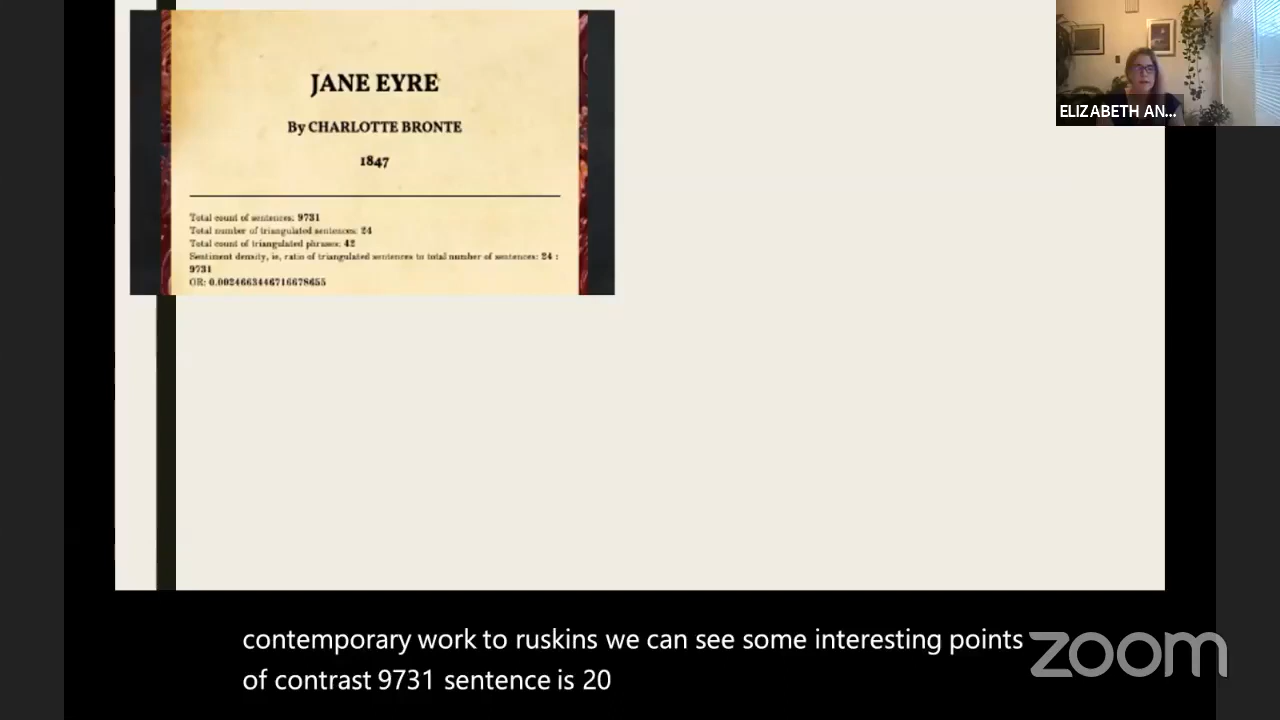 JANE EYRE
By CHARLOTTE BRONTE
1847
Total count of sentences: 9731
Total number of triangulated sentences: 24
Total count of triangulated phrases: 42
Sentiment density, ie, ratio of triangulated sentences to total number of sentences: 24 :
9731
OR: 0.0024663446716678655
ELIZABETH AN...
contemporary work to ruskins we can see some interesting points
of contrast 9731 sentence is 20
zoom